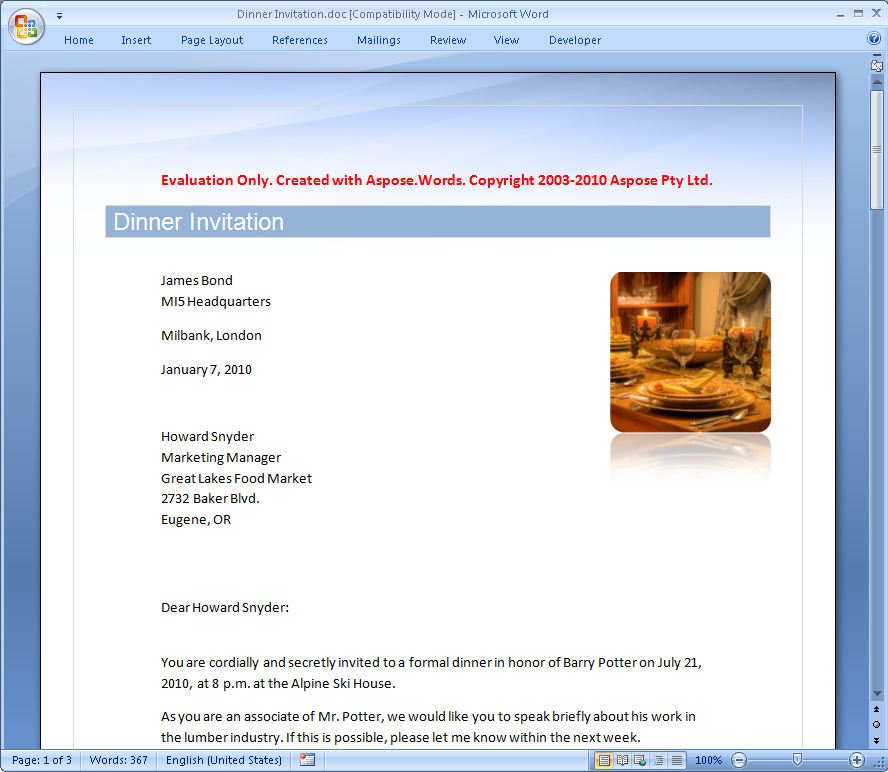 Dinner Invitation.doc [Compatibility Mode] - Microsoft Word
Home Insert Page Layout References Mailings Review View Developer
Evaluation Only. Created with Aspose.Words. Copyright 2003-2010 Aspose Pty Ltd.
Dinner Invitation
James Bond
MI5 Headquarters
Milbank, London
January 7, 2010
Howard Snyder
Marketing Manager
Great Lakes Food Market
2732 Baker Blvd.
Eugene, OR
Dear Howard Snyder:
You are cordially and secretly invited to a formal dinner in honor of Barry Potter on July 21,
2010, at 8 p.m. at the Alpine Ski House.
As you are an associate of Mr. Potter, we would like you to speak briefly about his work in
the lumber industry. If this is possible, please let me know within the next week.
Page: 1 of 3 Words: 367 English (United States) 100%